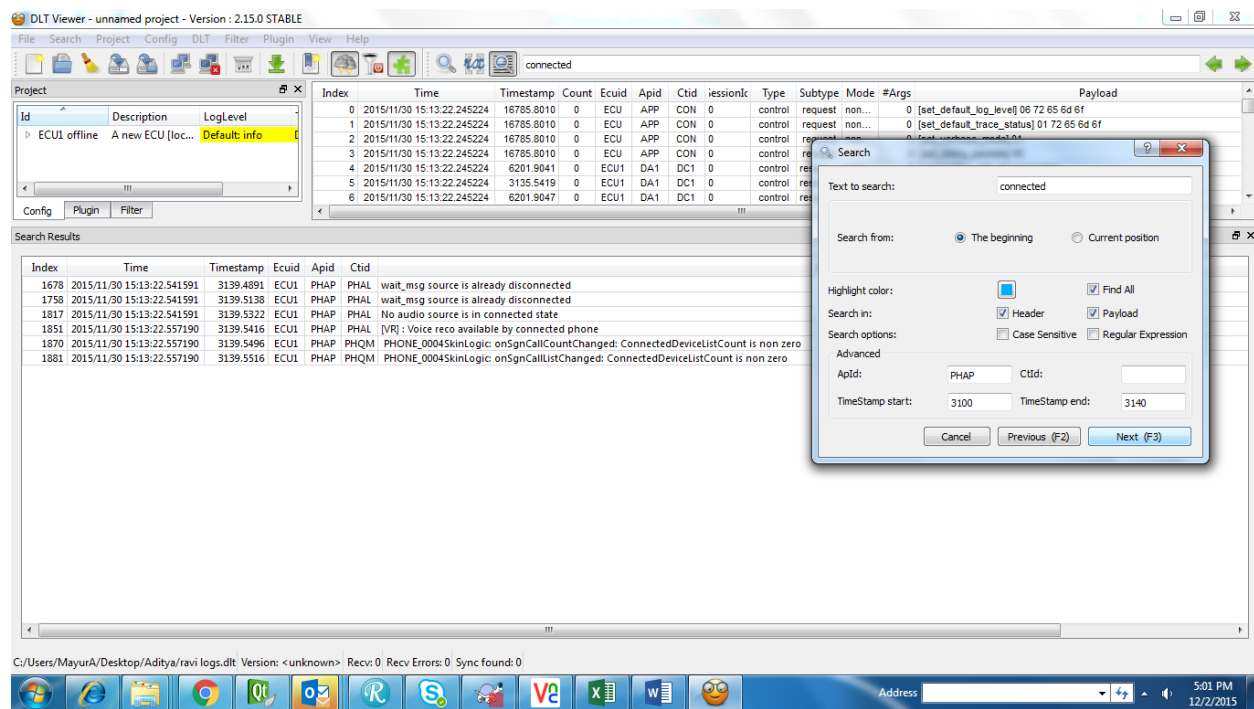 DLT Viewer - unnamed project - Version : 2.15.0 STABLE
File Search Project Config DLT Filter Plugin View Help
connected
Project
Id Description LogLevel
ECU1 offline A new ECU [loc... Default: info
Config Plugin Filter
Index Time Timestamp Count Ecuid Apid Ctid SessionId Type Subtype Mode #Args Payload
0 2015/11/30 15:13:22.245224 16785.8010 0 ECU APP CON 0 control request non... 0 [set_default_log_level] 06 72 65 6d 6f
1 2015/11/30 15:13:22.245224 16785.8010 0 ECU APP CON 0 control request non... 0 [set_default_trace_status] 01 72 65 6d 6f
2 2015/11/30 15:13:22.245224 16785.8010 0 ECU APP CON 0 control request non... 0 [set_verbose_mode] 01
3 2015/11/30 15:13:22.245224 16785.8010 0 ECU APP CON 0 control re
4 2015/11/30 15:13:22.245224 6201.9041 0 ECU1 DA1 DC1 0 control res
5 2015/11/30 15:13:22.245224 3135.5419 0 ECU1 DA1 DC1 0 control res
6 2015/11/30 15:13:22.245224 6201.9047 0 ECU1 DA1 DC1 0 control res
Search Results
Index Time Timestamp Ecuid Apid Ctid
1678 2015/11/30 15:13:22.541591 3139.4891 ECU1 PHAP PHAL wait_msg source is already disconnected
1758 2015/11/30 15:13:22.541591 3139.5138 ECU1 PHAP PHAL wait_msg source is already disconnected
1817 2015/11/30 15:13:22.541591 3139.5322 ECU1 PHAP PHAL No audio source is in connected state
1851 2015/11/30 15:13:22.557190 3139.5416 ECU1 PHAP PHAL [VR] : Voice reco available by connected phone
1870 2015/11/30 15:13:22.557190 3139.5496 ECU1 PHAP PHQM PHONE_0004SkinLogic: onSgnCallCountChanged: ConnectedDeviceListCount is non zero
1881 2015/11/30 15:13:22.557190 3139.5516 ECU1 PHAP PHQM PHONE_0004SkinLogic: onSgnCallListChanged: ConnectedDeviceListCount is non zero
Search
Text to search: connected
Search from: The beginning Current position
Highlight color: Find All
Search in: Header Payload
Search options: Case Sensitive Regular Expression
Advanced
ApId: PHAP CtId:
TimeStamp start: 3100 TimeStamp end: 3140
Cancel Previous (F2) Next (F3)
C:/Users/MayurA/Desktop/Aditya/ravi logs.dlt Version: <unknown> Recv: 0 Recv Errors: 0 Sync found: 0
Address 5:01 PM
12/2/2015